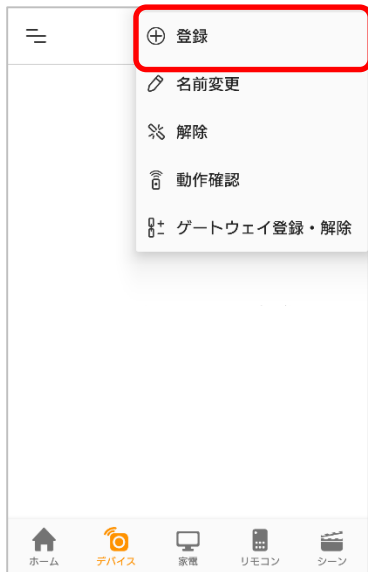 登録
名前変更
解除
動作確認
ゲートウェイ登録・解除
ホーム
デバイス
家電
リモコン
シーン